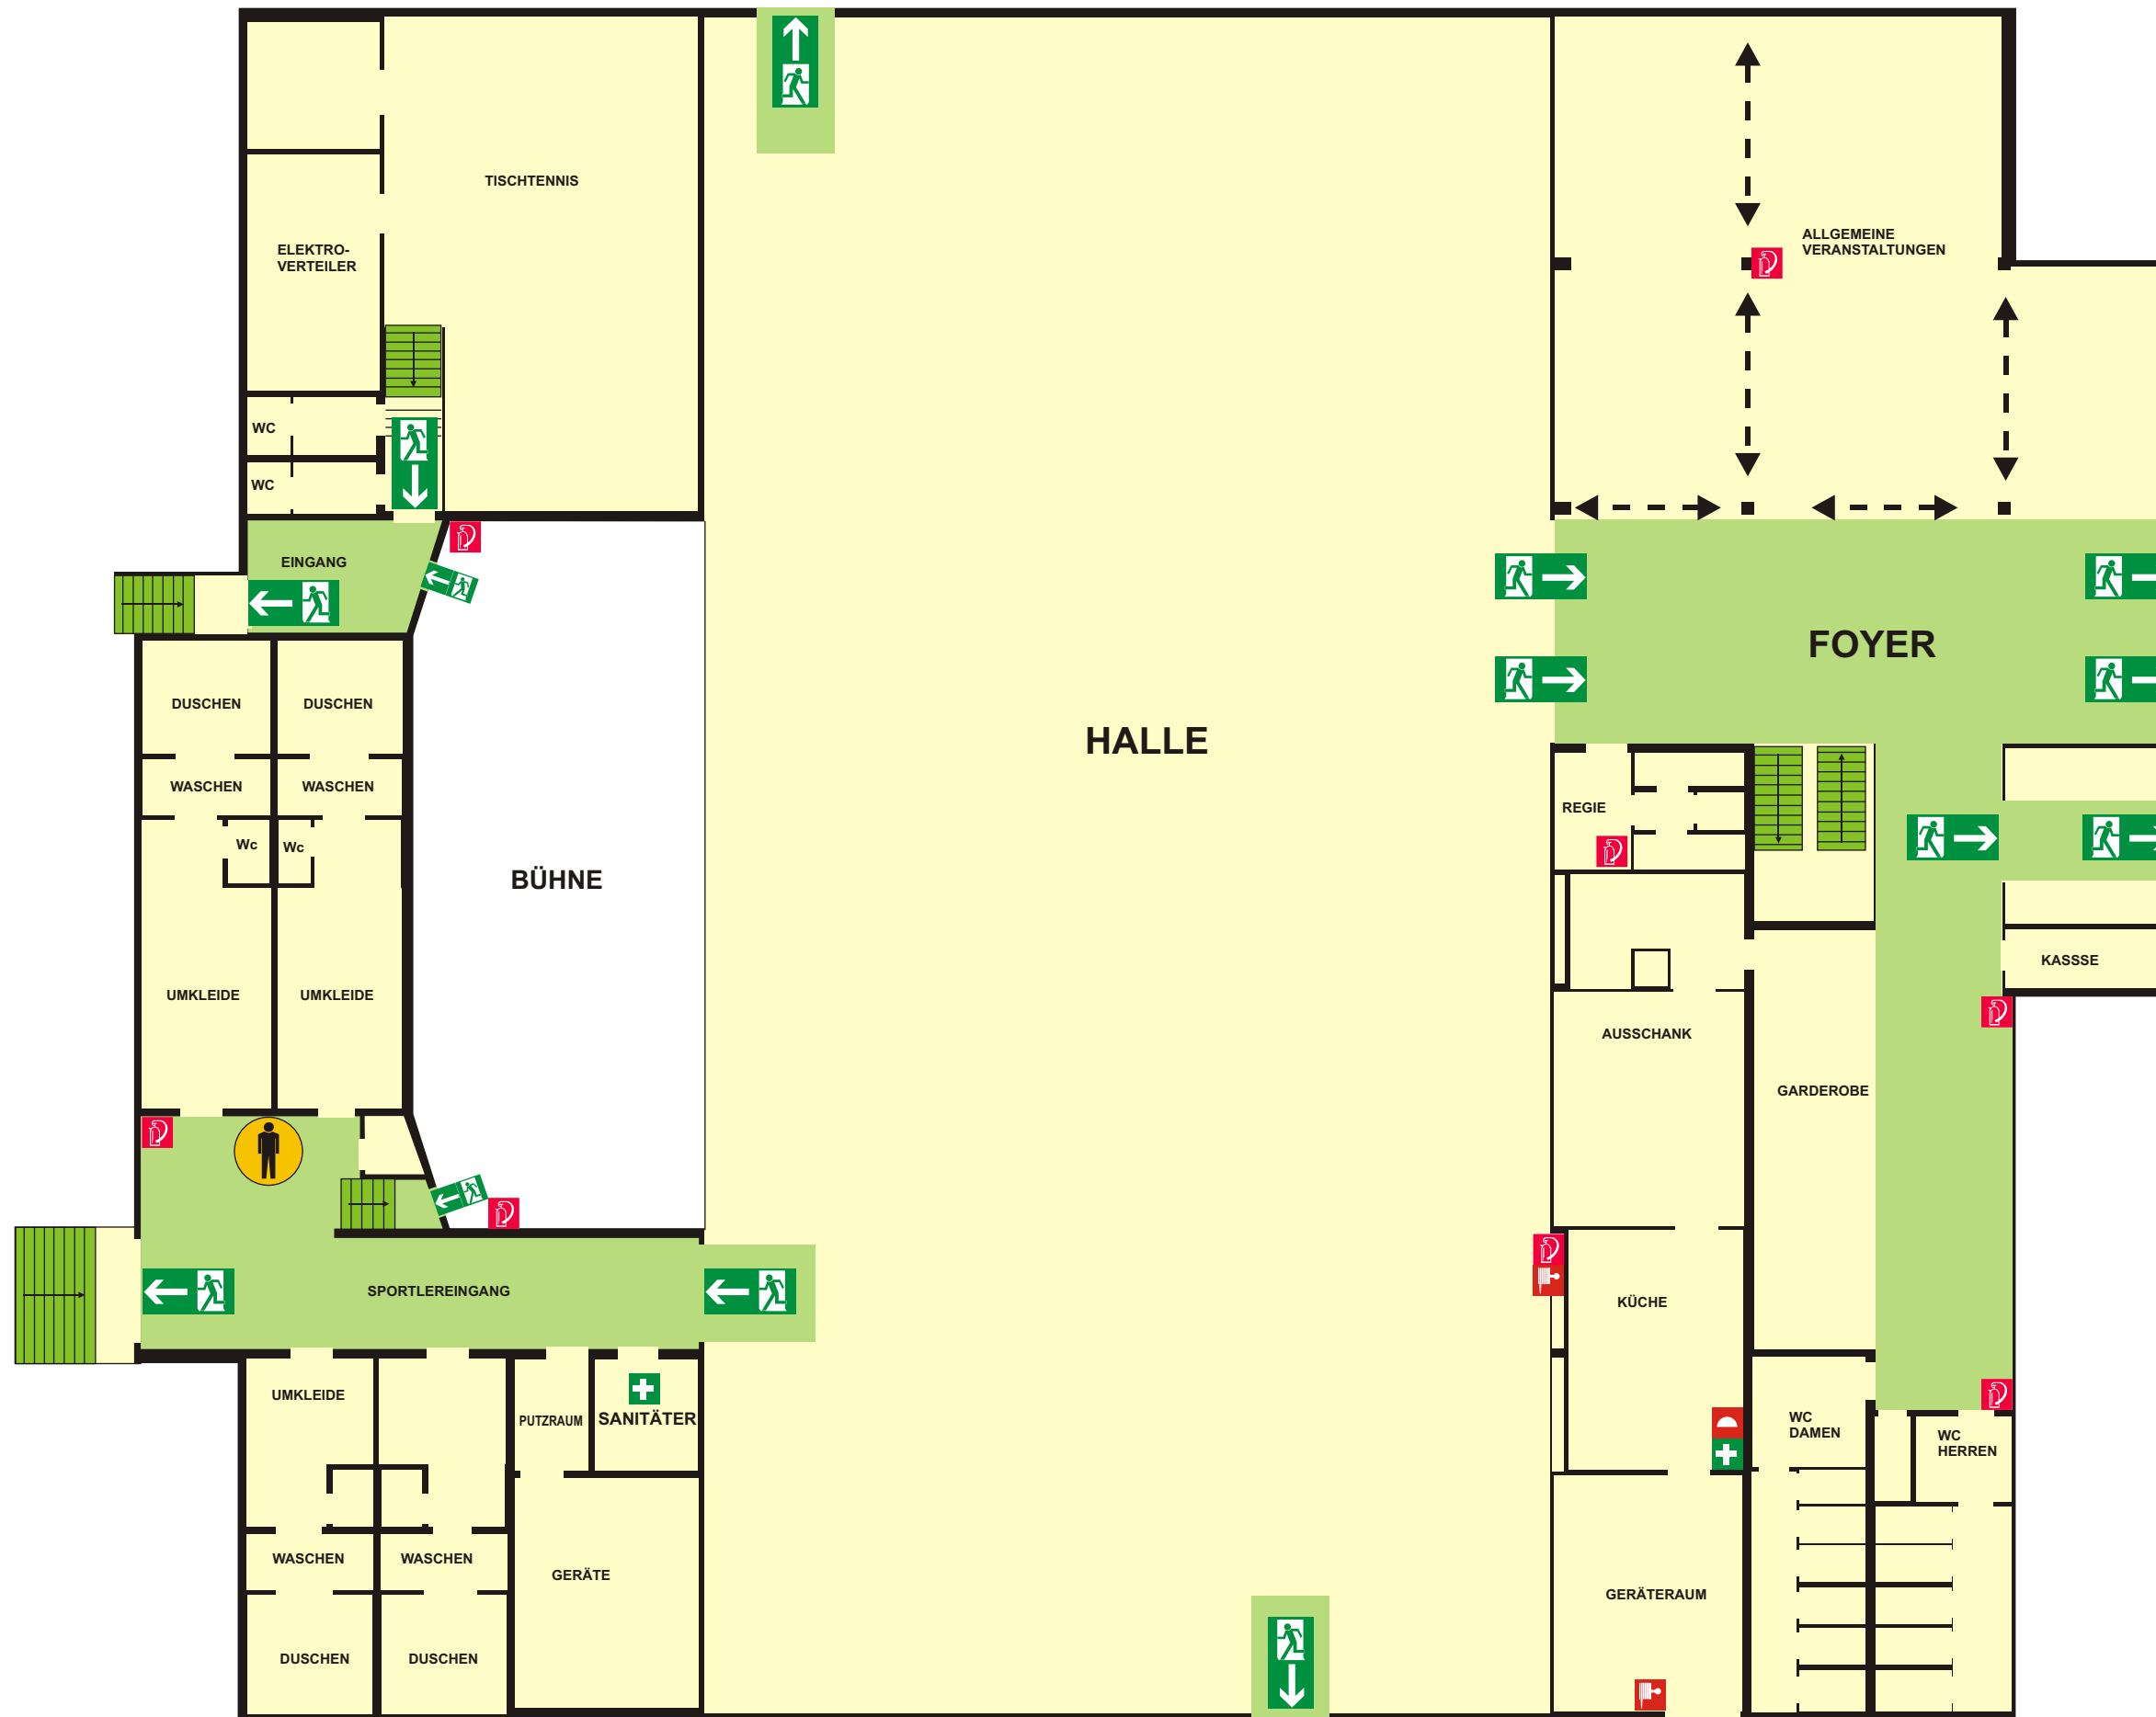 TISCHTENNIS
ALLGEMEINE
VERANSTALTUNGEN
ELEKTRO-
VERTEILER
WC
WC
EINGANG
FOYER
DUSCHEN
DUSCHEN
HALLE
WASCHEN
WASCHEN
REGIE
Wc
Wc
BÜHNE
KASSSE
UMKLEIDE
UMKLEIDE
AUSSCHANK
GARDEROBE
SPORTLEREINGANG
KÜCHE
UMKLEIDE
PUTZRAUM
SANITÄTER
WC
DAMEN
WC
HERREN
WASCHEN
WASCHEN
GERÄTE
GERÄTERAUM
DUSCHEN
DUSCHEN